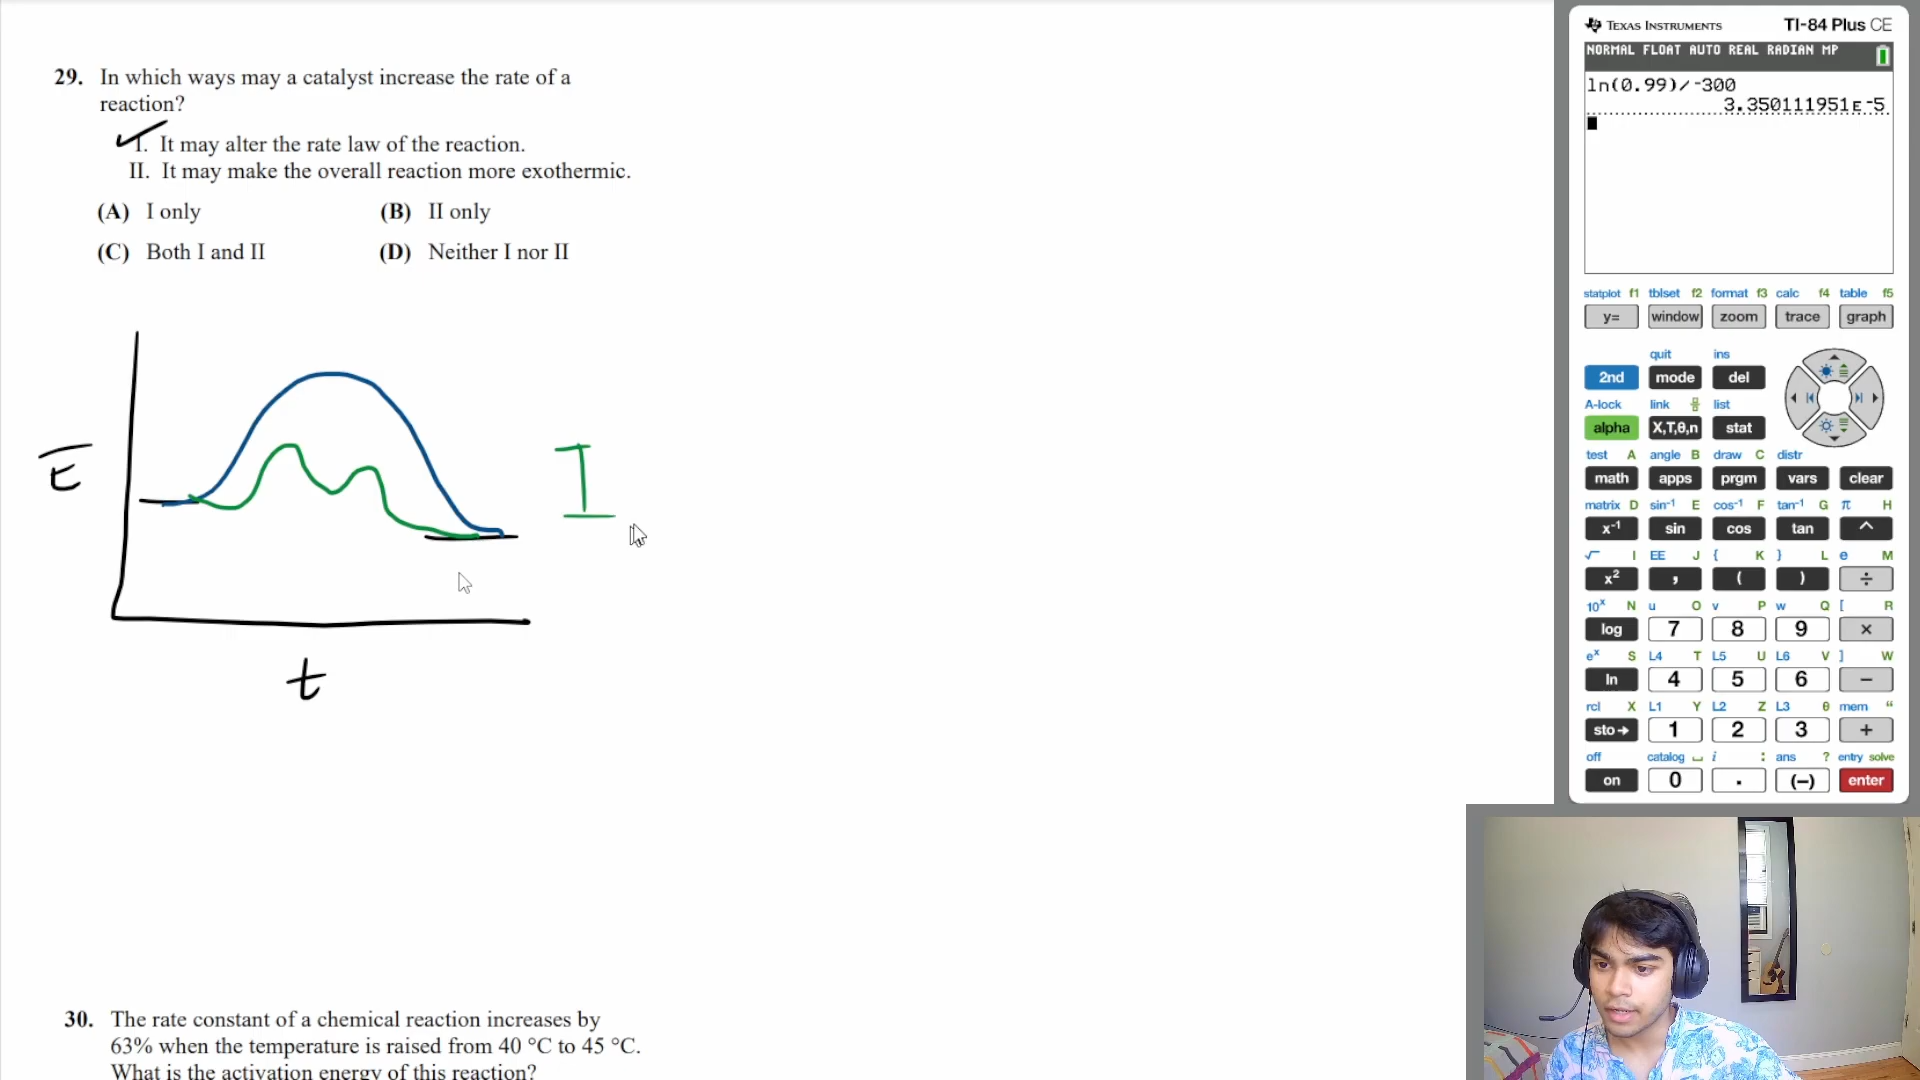 29. In which ways may a catalyst increase the rate of a
reaction?
I. It may alter the rate law of the reaction.
II. It may make the overall reaction more exothermic.
(A) I only (B) II only
(C) Both I and II (D) Neither I nor II
E
I
t
30. The rate constant of a chemical reaction increases by
63% when the temperature is raised from 40 °C to 45 °C.
What is the activation energy of this reaction?
TEXAS INSTRUMENTS TI-84 Plus CE
NORMAL FLOAT AUTO REAL RADIAN MP
ln(0.99)/-300
3.350111951E-5
statplot f1 tblset f2 format f3 calc f4 table f5
y= window zoom trace graph
quit ins
2nd mode del
A-lock link list
alpha X,T,θ,n stat
test A angle B draw C distr
math apps prgm vars clear
matrix D sin-1 E cos-1 F tan-1 G π H
x-1 sin cos tan ^
√ I EE J { K } L e M
x² , ( ) ÷
10x N u O v P w Q [ R
log 7 8 9 ×
ex S L4 T L5 U L6 V ] W
ln 4 5 6 −
rcl X L1 Y L2 Z L3 θ mem “
sto→ 1 2 3 +
off catalog ⎵ i : ans ? entry solve
on 0 . (−) enter